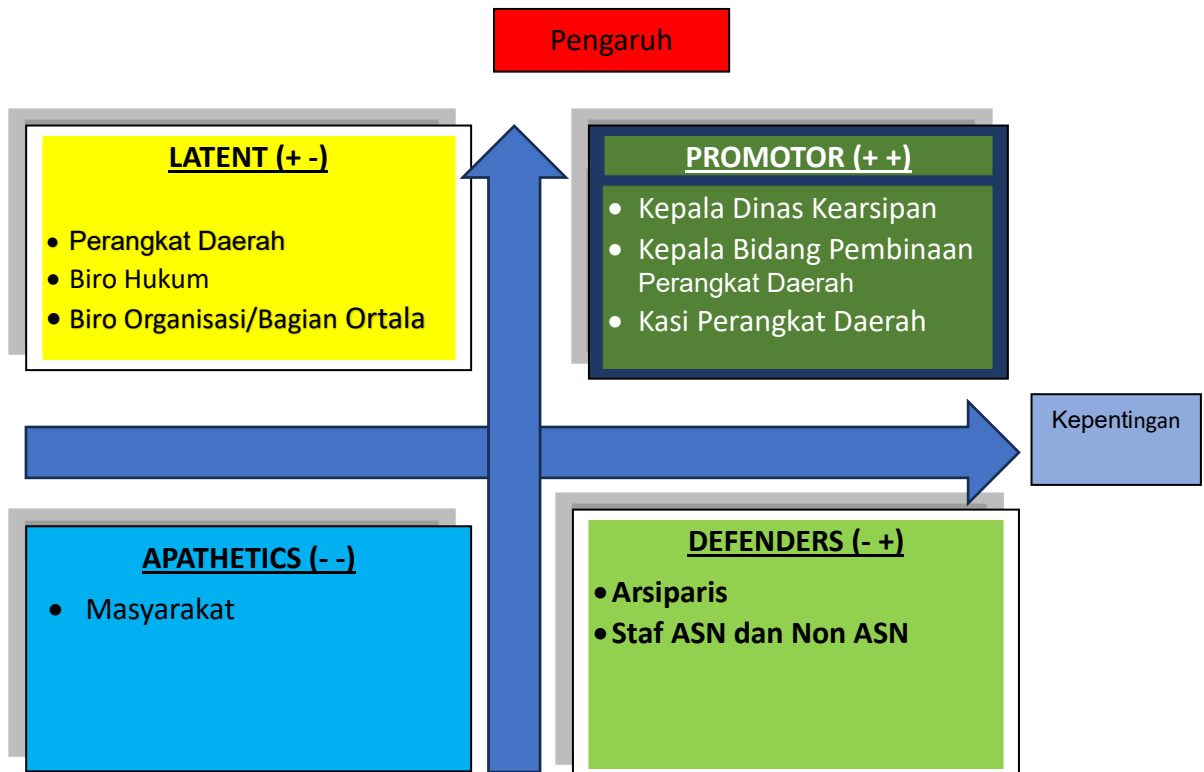 Pengaruh
LATENT (+ -)
• Perangkat Daerah
• Biro Hukum
• Biro Organisasi/Bagian Ortala
PROMOTOR (+ +)
• Kepala Dinas Kearsipan
• Kepala Bidang Pembinaan
Perangkat Daerah
• Kasi Perangkat Daerah
Kepentingan
APATHETICS (- -)
• Masyarakat
DEFENDERS (- +)
• Arsiparis
• Staf ASN dan Non ASN